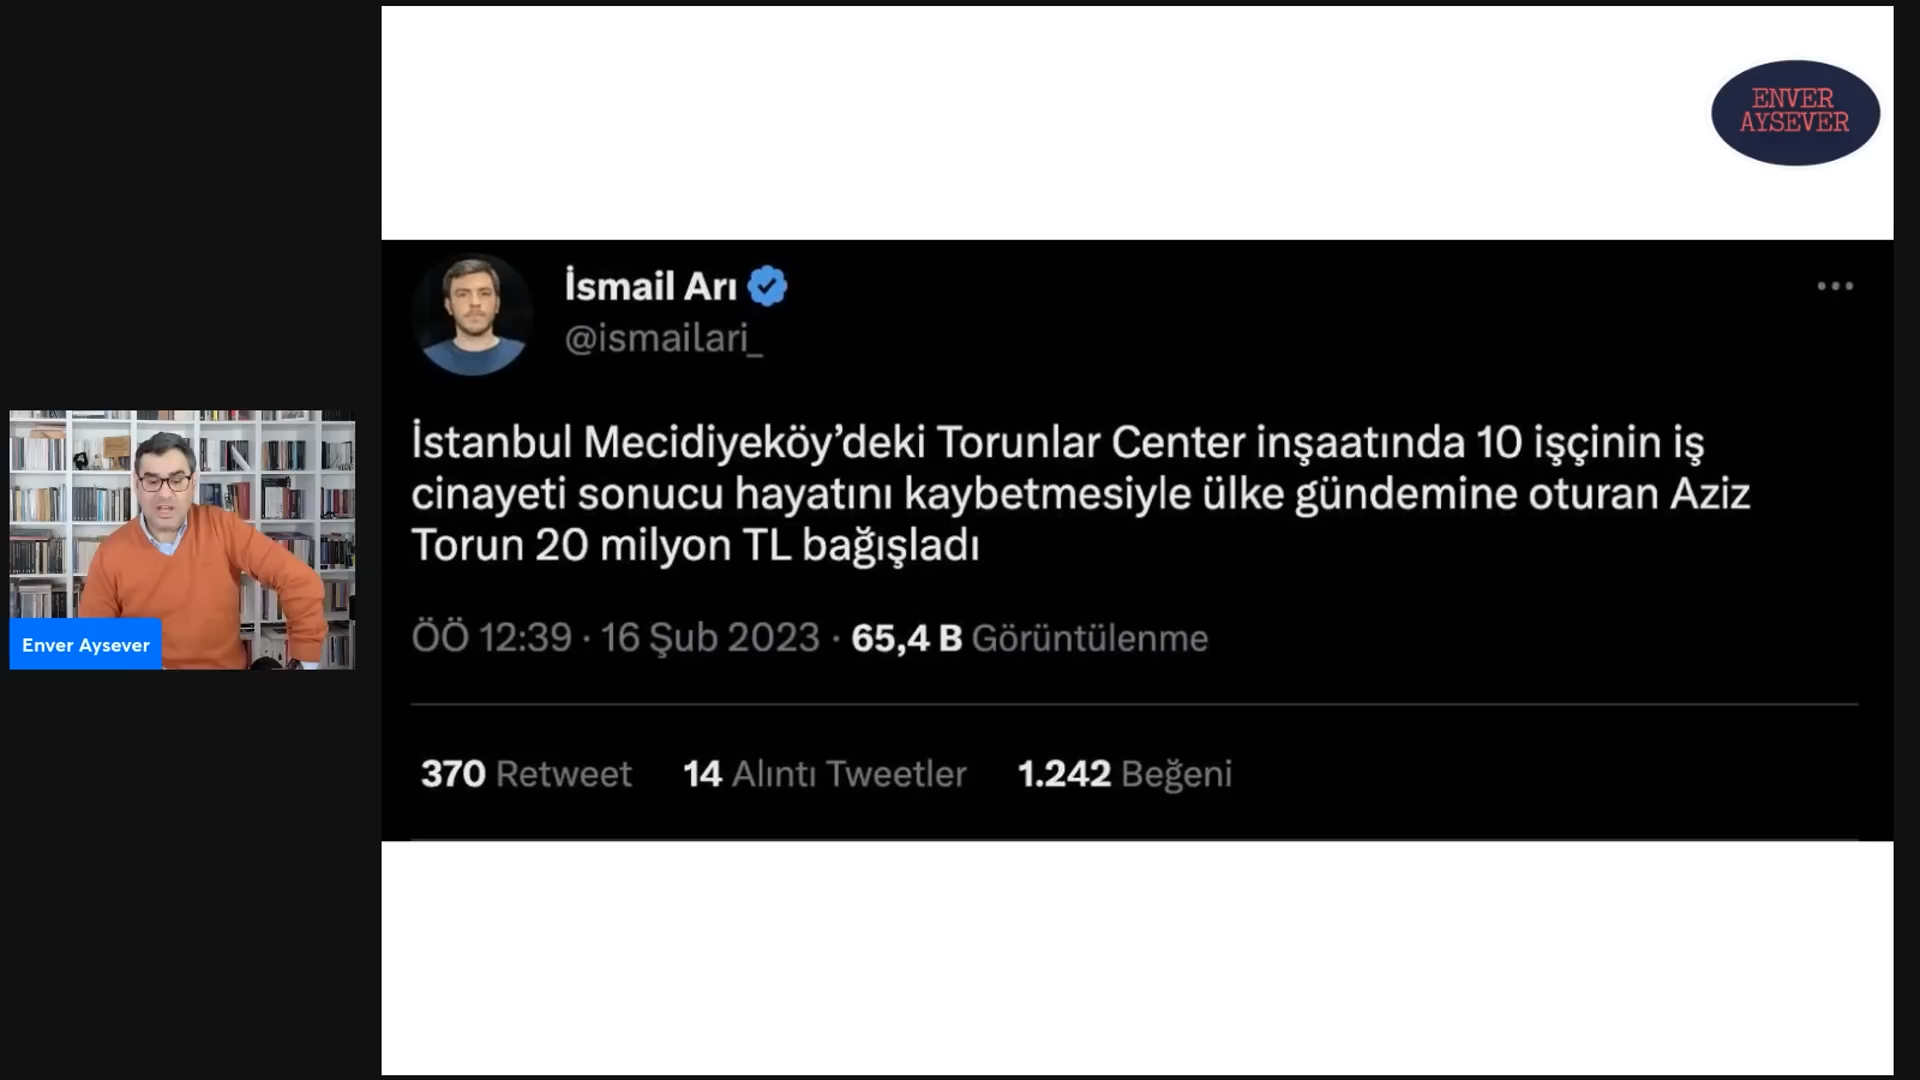 ENVER
AYSEVER
İsmail Arı
@ismailari_
İstanbul Mecidiyeköy’deki Torunlar Center inşaatında 10 işçinin iş
cinayeti sonucu hayatını kaybetmesiyle ülke gündemine oturan Aziz
Torun 20 milyon TL bağışladı
ÖÖ 12:39 · 16 Şub 2023 · 65,4 B Görüntülenme
370 Retweet 14 Alıntı Tweetler 1.242 Beğeni
Enver Aysever